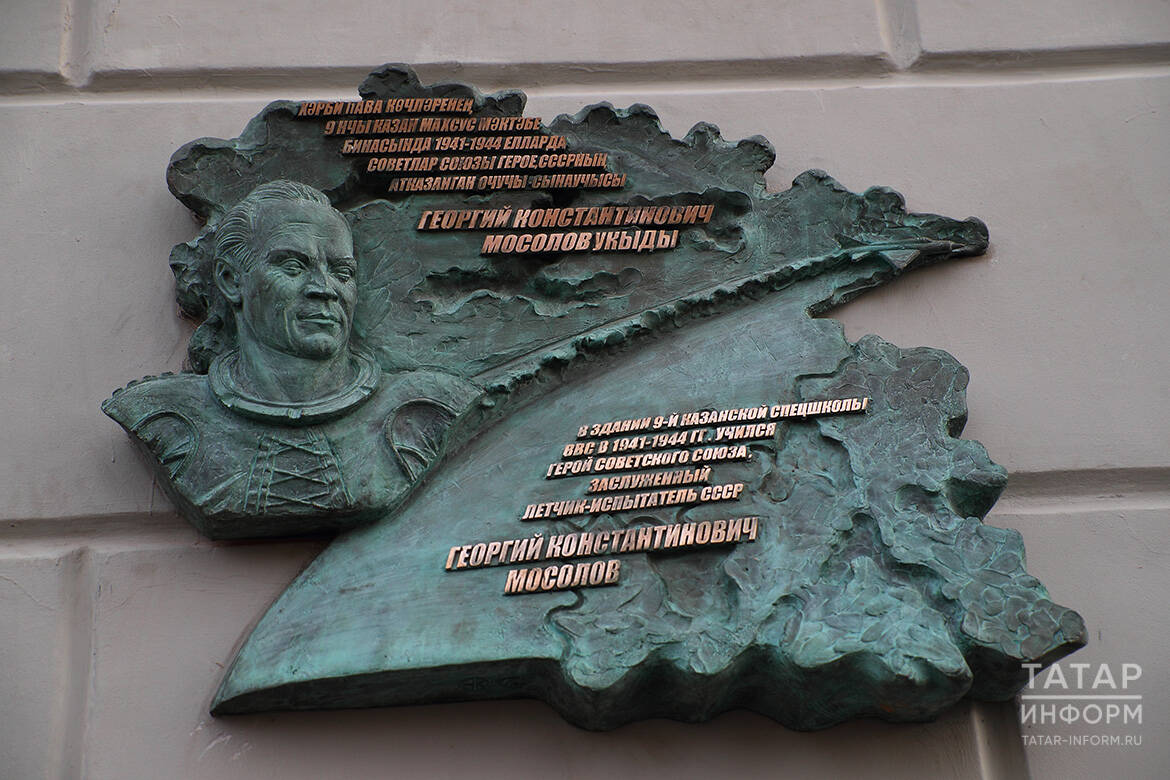 ҺАРБИ ҺАВА КӨЧЛӘРЕНЕҢ
9 НЧЫ КАЗАН МАХСУС МӘКТӘБЕ
БИНАСЫНДА 1941-1944 ЕЛЛАРДА
СОВЕТЛАР СОЮЗЫ ГЕРОЕ, СССРНЫҢ
АТКАЗАНГАН ОЧУЧЫ-СЫНАУЧЫСЫ
ГЕОРГИЙ КОНСТАНТИНОВИЧ
МОСОЛОВ УКЫДЫ
В ЗДАНИИ 9-Й КАЗАНСКОЙ СПЕЦШКОЛЫ
ВВС В 1941-1944 ГГ. УЧИЛСЯ
ГЕРОЙ СОВЕТСКОГО СОЮЗА,
ЗАСЛУЖЕННЫЙ
ЛЕТЧИК-ИСПЫТАТЕЛЬ СССР
ГЕОРГИЙ КОНСТАНТИНОВИЧ
МОСОЛОВ
ТАТАР
ИНФОРМ
TATAR-INFORM.RU